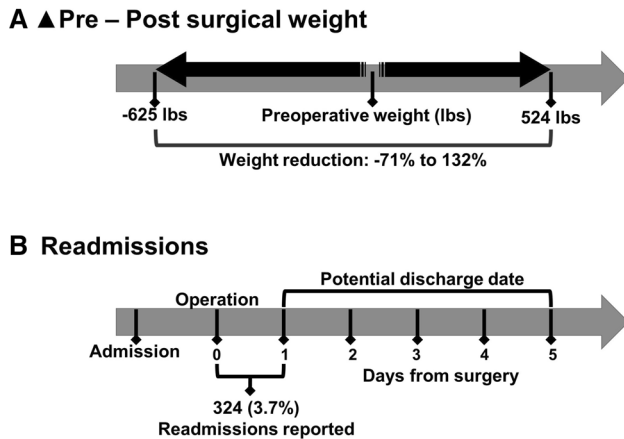 A ▲Pre – Post surgical weight
-625 lbs
Preoperative weight (lbs)
524 lbs
Weight reduction: -71% to 132%
B Readmissions
Potential discharge date
Operation
Admission
0 1 2 3 4 5
Days from surgery
324 (3.7%)
Readmissions reported